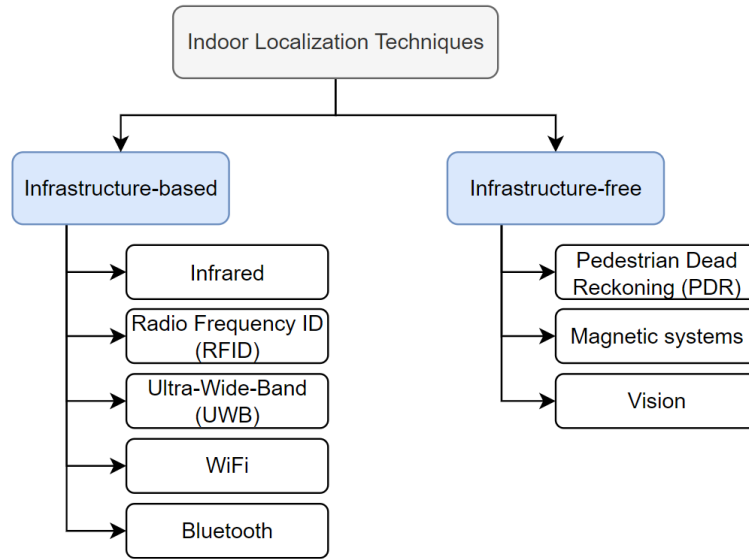 Indoor Localization Techniques
Infrastructure-based
Infrared
Radio Frequency ID
(RFID)
Ultra-Wide-Band
(UWB)
WiFi
Bluetooth
Infrastructure-free
Pedestrian Dead
Reckoning (PDR)
Magnetic systems
Vision